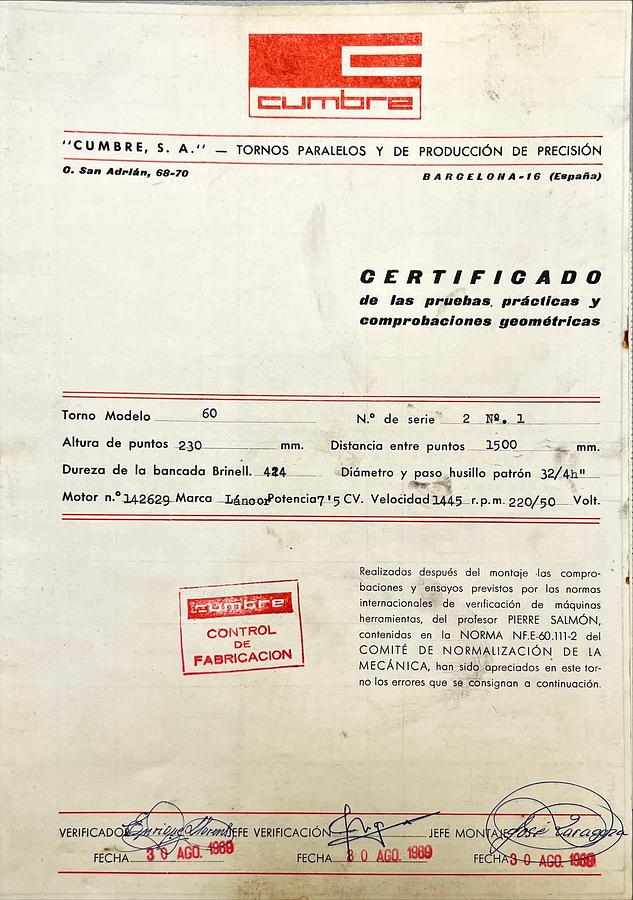 cumbre
"CUMBRE, S. A." — TORNOS PARALELOS Y DE PRODUCCIÓN DE PRECISIÓN
C. San Adrián, 68-70 BARCELONA-16 (España)
CERTIFICADO
de las pruebas prácticas y
comprobaciones geométricas
Torno Modelo 60 N.º de serie 2 Nº. 1
Altura de puntos 230 mm. Distancia entre puntos 1500 mm.
Dureza de la bancada Brinell. 424 Diámetro y paso husillo patrón 32/4h"
Motor n.º 142629 Marca Láncor Potencia 7'5 CV. Velocidad 1445 r.p.m. 220/50 Volt.
Realizadas después del montaje las compro-
baciones y ensayos previstos por las normas
internacionales de verificación de máquinas
herramientas, del profesor PIERRE SALMÓN,
contenidas en la NORMA NF.E-60.111-2 del
COMITÉ DE NORMALIZACIÓN DE LA
MECÁNICA, han sido apreciados en este tor-
no los errores que se consignan a continuación.
cumbre
CONTROL
DE
FABRICACION
VERIFICADOR Enrique Llorens JEFE VERIFICACIÓN JEFE MONTAJE José Zaragoza
FECHA 30 AGO. 1969 FECHA 30 AGO. 1969 FECHA 30 AGO. 1969